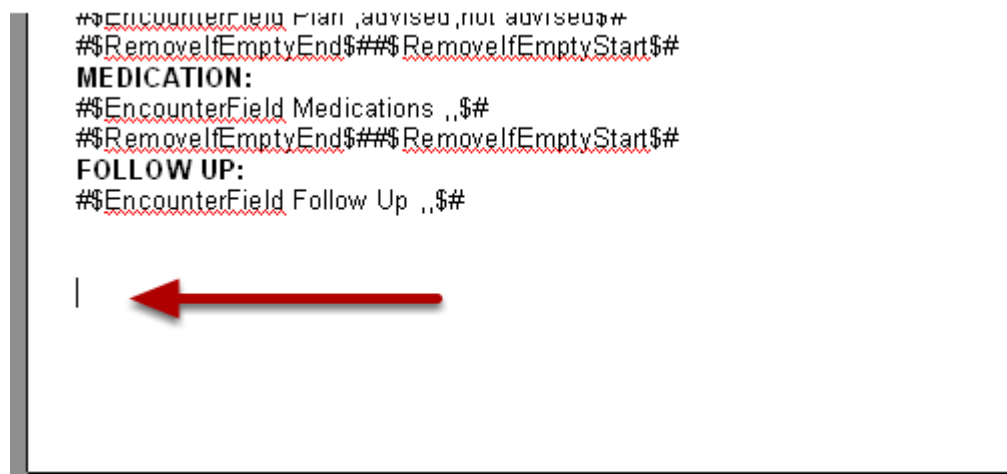 #$EncounterField Plan ,advised,not advised$#
#$RemoveIfEmptyEnd$##$RemoveIfEmptyStart$#
MEDICATION:
#$EncounterField Medications ,,$#
#$RemoveIfEmptyEnd$##$RemoveIfEmptyStart$#
FOLLOW UP:
#$EncounterField Follow Up ,,$#